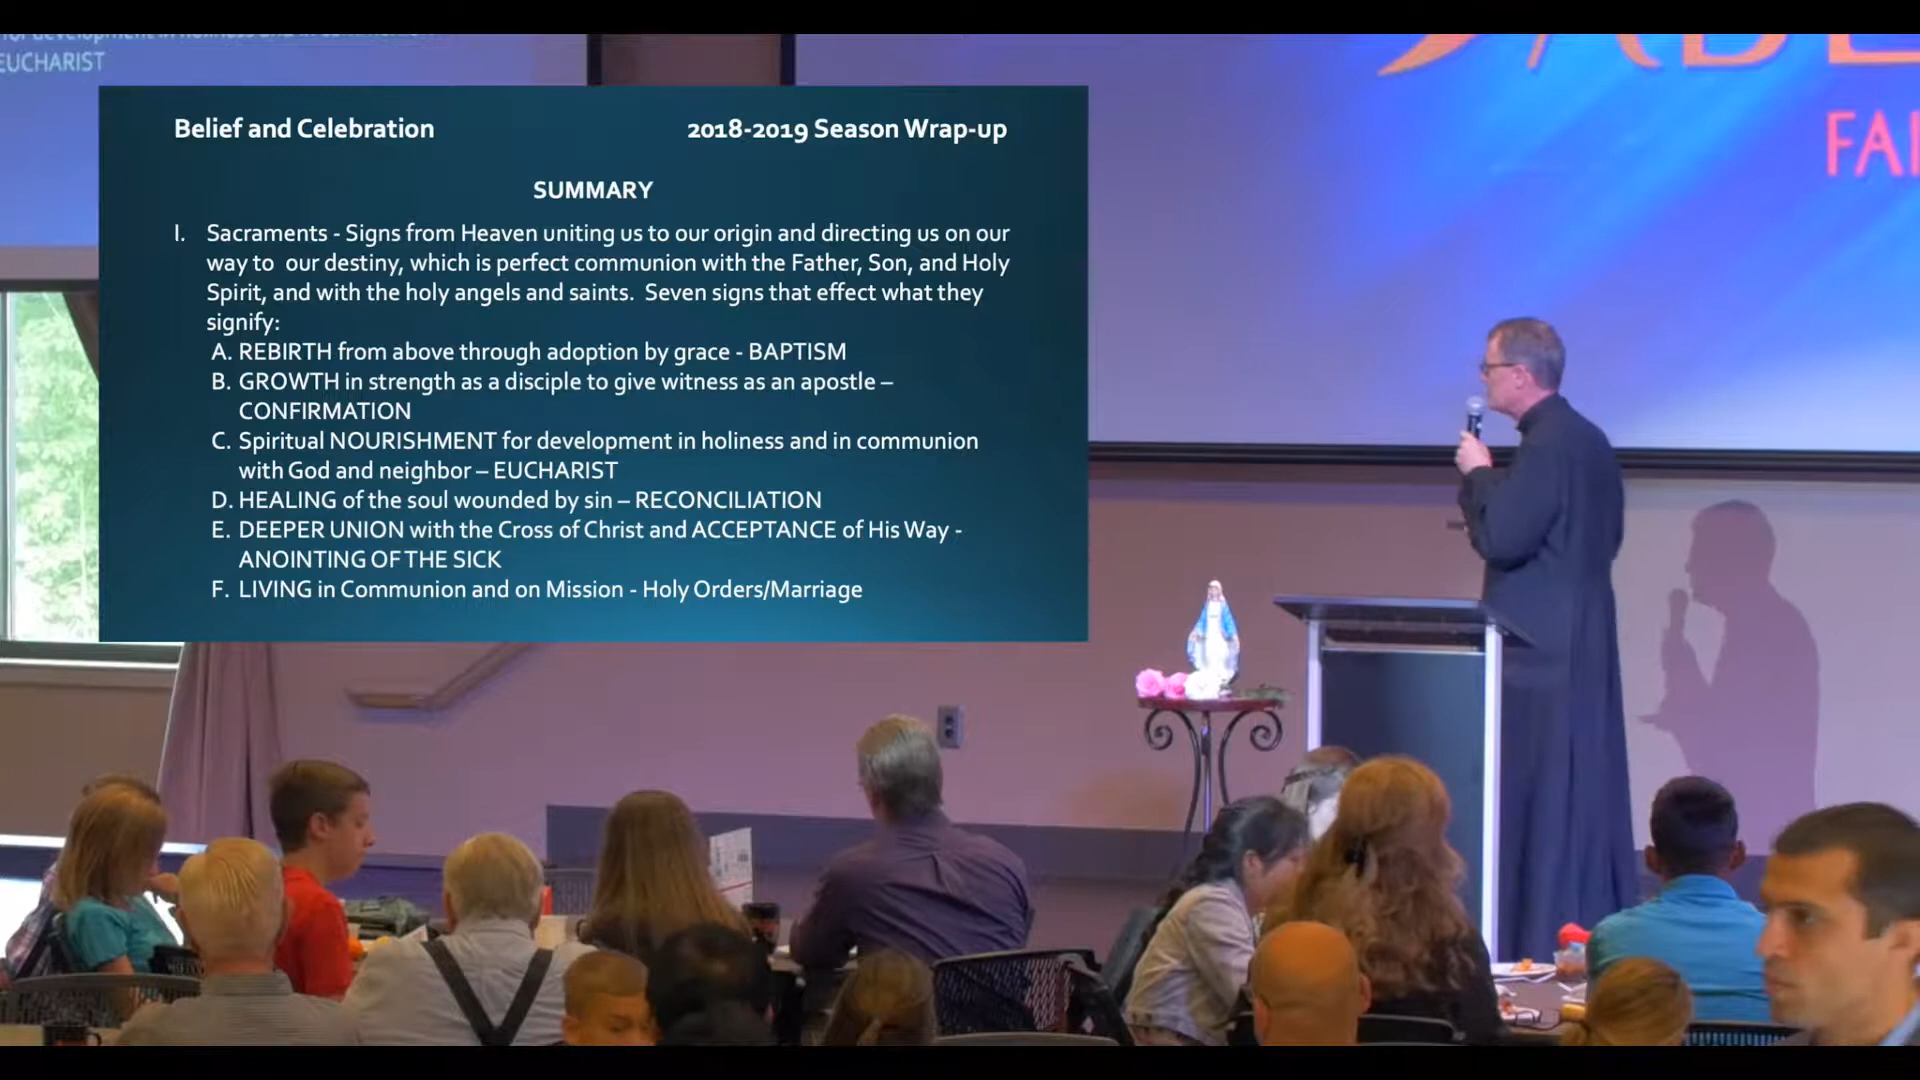 EUCHARIST
FAI
Belief and Celebration
2018-2019 Season Wrap-up
SUMMARY
I. Sacraments - Signs from Heaven uniting us to our origin and directing us on our
way to our destiny, which is perfect communion with the Father, Son, and Holy
Spirit, and with the holy angels and saints. Seven signs that effect what they
signify:
A. REBIRTH from above through adoption by grace - BAPTISM
B. GROWTH in strength as a disciple to give witness as an apostle –
CONFIRMATION
C. Spiritual NOURISHMENT for development in holiness and in communion
with God and neighbor – EUCHARIST
D. HEALING of the soul wounded by sin – RECONCILIATION
E. DEEPER UNION with the Cross of Christ and ACCEPTANCE of His Way -
ANOINTING OF THE SICK
F. LIVING in Communion and on Mission - Holy Orders/Marriage